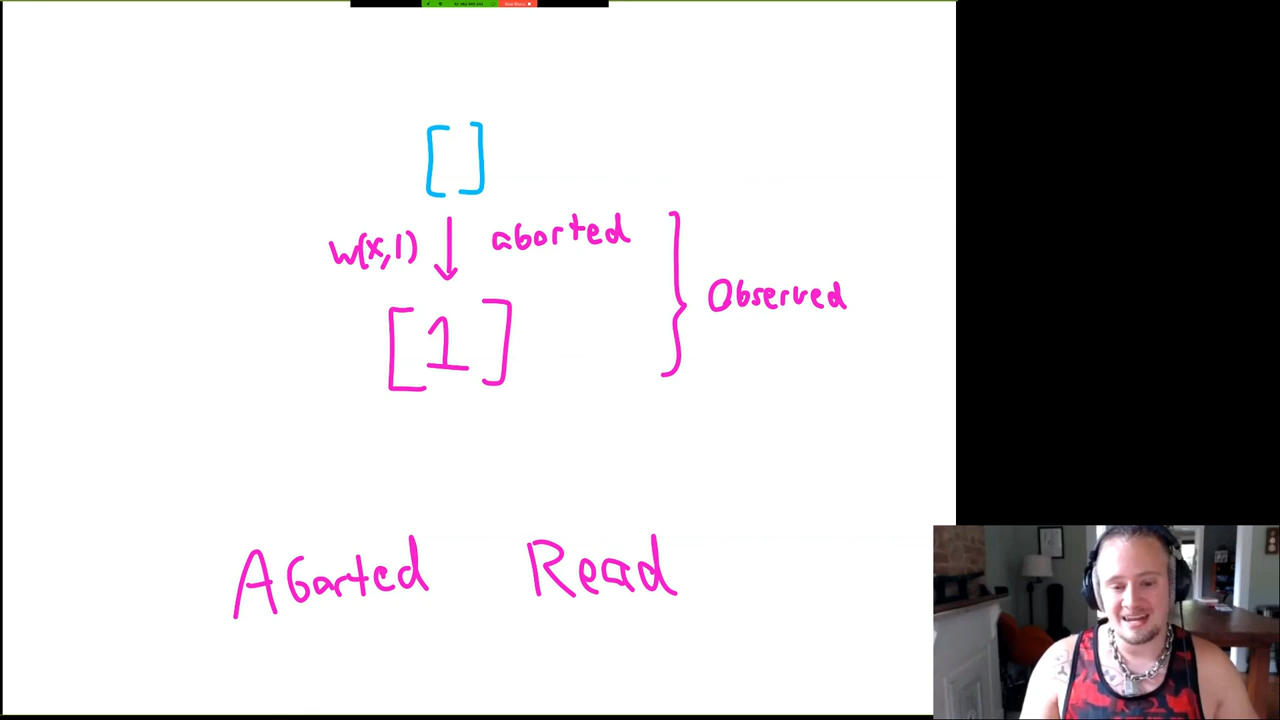 []
w(x,1) aborted
Observed
[1]
Aborted Read